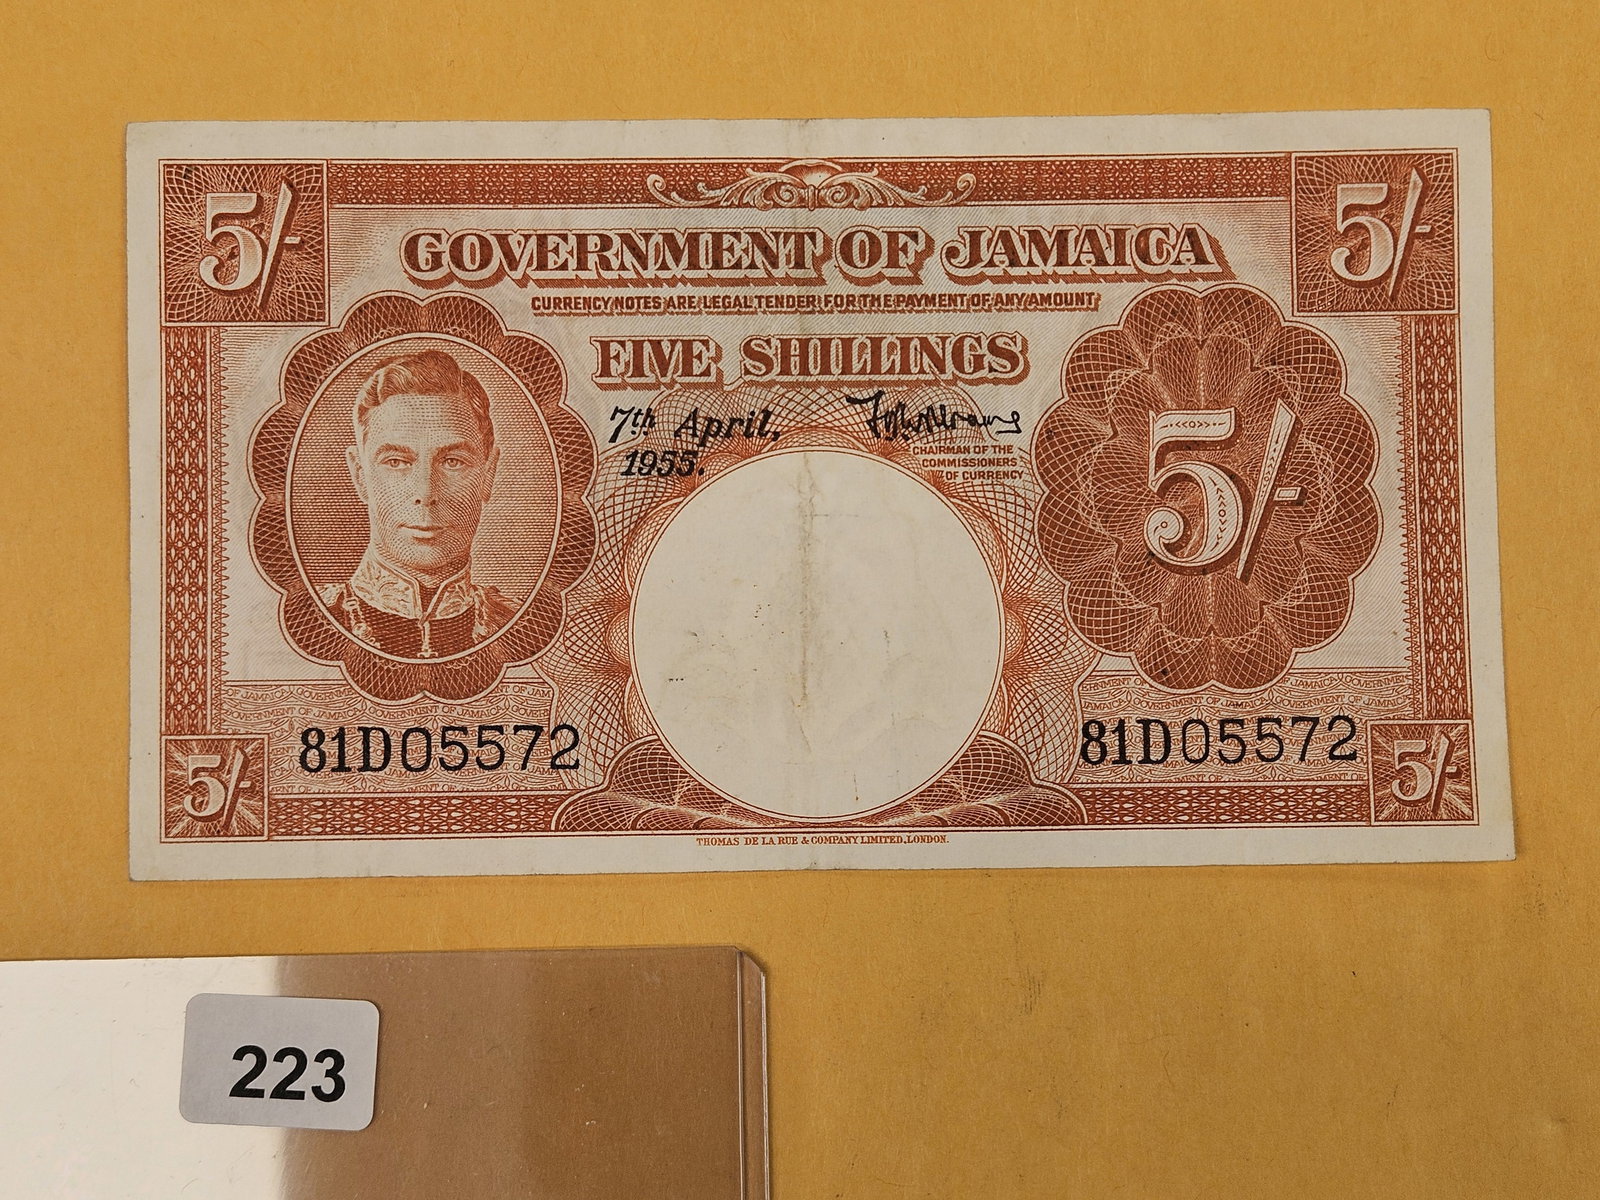 5/-
5/-
GOVERNMENT OF JAMAICA
CURRENCY NOTES ARE LEGAL TENDER FOR THE PAYMENT OF ANY AMOUNT
FIVE SHILLINGS
7th April,
1955.
CHAIRMAN OF THE
COMMISSIONERS
OF CURRENCY
5/-
81D05572
81D05572
5/-
5/-
THOMAS DE LA RUE & COMPANY LIMITED, LONDON.
223